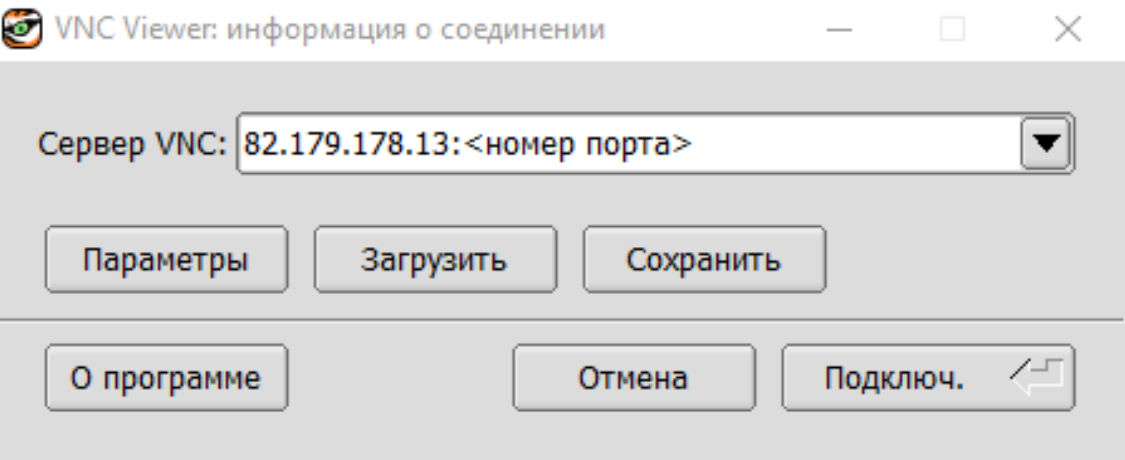 VNC Viewer: информация о соединении
Сервер VNC: 82.179.178.13:<номер порта>
Параметры Загрузить Сохранить
О программе Отмена Подключ.